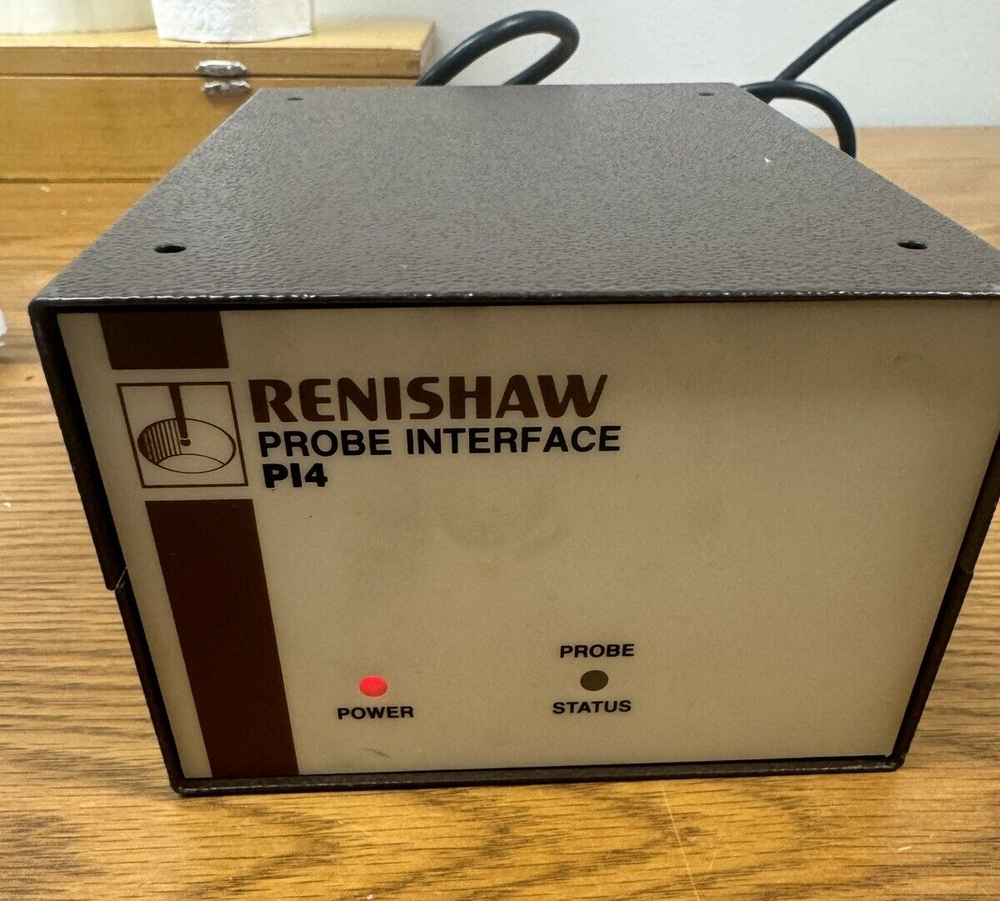 RENISHAW
PROBE INTERFACE
PI4
POWER
PROBE
STATUS